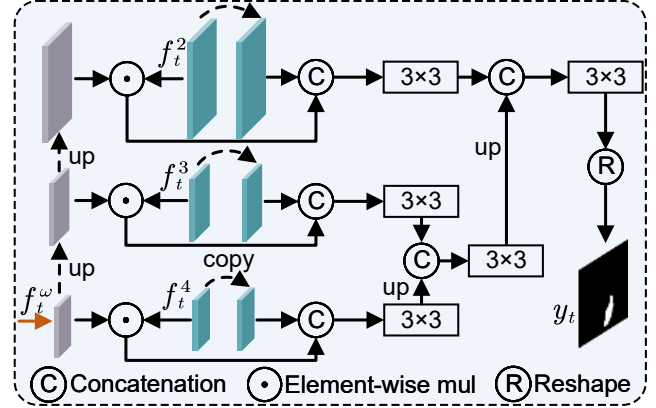 f_t^2
C
3×3
C
3×3
up
up
R
f_t^3
C
3×3
C
3×3
copy
up
up
f_t^ω
f_t^4
C
3×3
y_t
C Concatenation
Element-wise mul
R Reshape